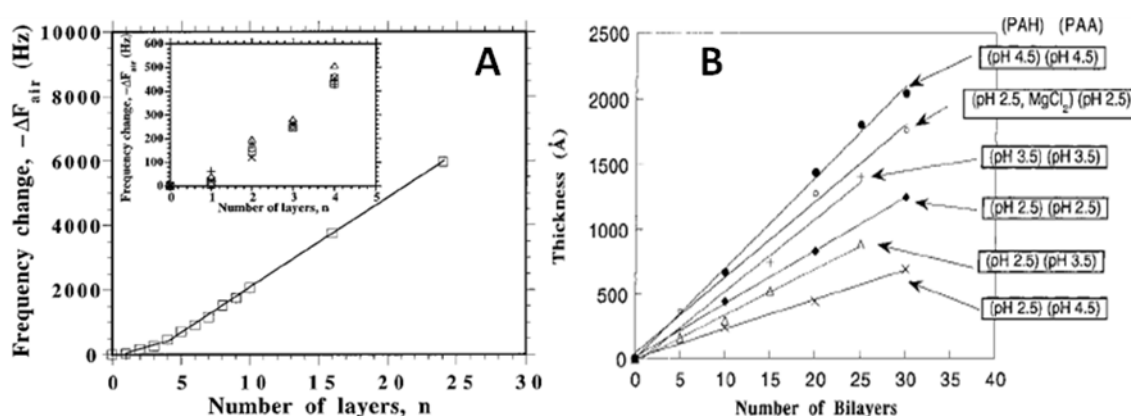 A
Frequency change, −ΔF air (Hz)
10000
8000
6000
4000
2000
0
0 5 10 15 20 25 30
Number of layers, n
Frequency change, −ΔF air (Hz)
600
500
400
300
200
100
0
0 1 2 3 4 5
Number of layers, n
B
(PAH) (PAA)
Thickness (Å)
2500
2000
1500
1000
500
0
0 5 10 15 20 25 30 35 40
Number of Bilayers
(pH 4.5) (pH 4.5)
(pH 2.5, MgCl2) (pH 2.5)
(pH 3.5) (pH 3.5)
(pH 2.5) (pH 2.5)
(pH 2.5) (pH 3.5)
(pH 2.5) (pH 4.5)